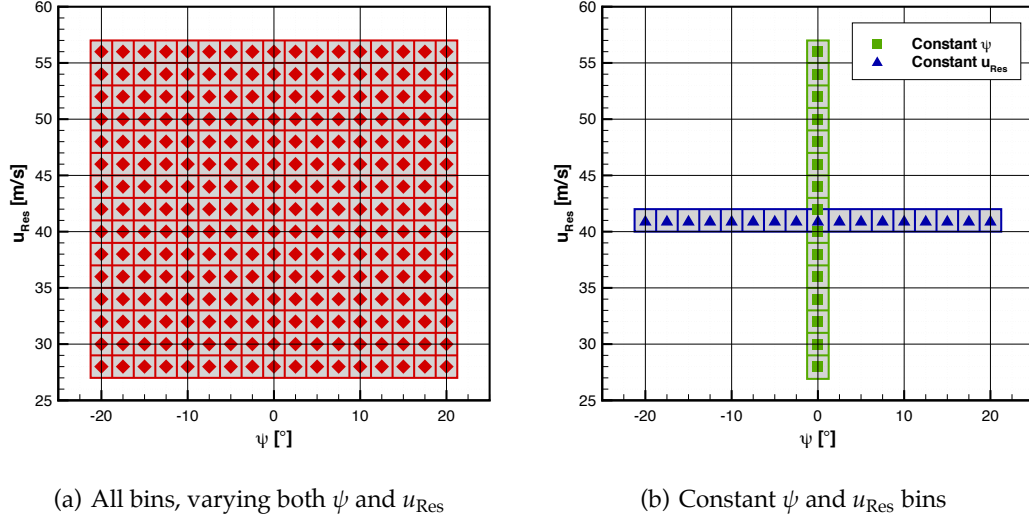 55
50
45
40
35
30
25
u_Res [m/s]
-20 -10 0 10 20
ψ [°]
(a) All bins, varying both ψ and u_Res
Constant ψ
Constant u_Res
55
50
45
40
35
30
25
u_Res [m/s]
-20 -10 0 10 20
ψ [°]
(b) Constant ψ and u_Res bins